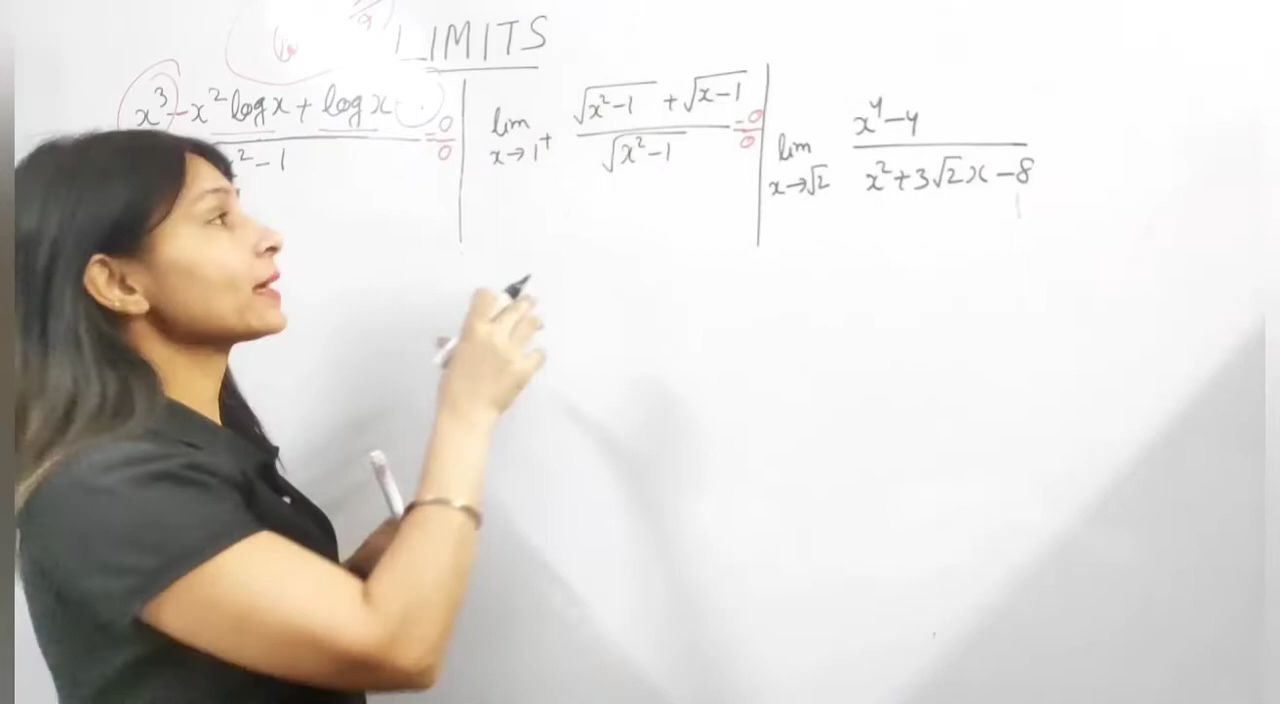 LIMITS
x³ - x² log x + log x = 0/0
x² - 1
lim x→1⁺ (√(x²-1) + √(x-1)) / √(x²-1) = 0/0
lim x→√2 (x⁴-4) / (x²+3√2x-8)